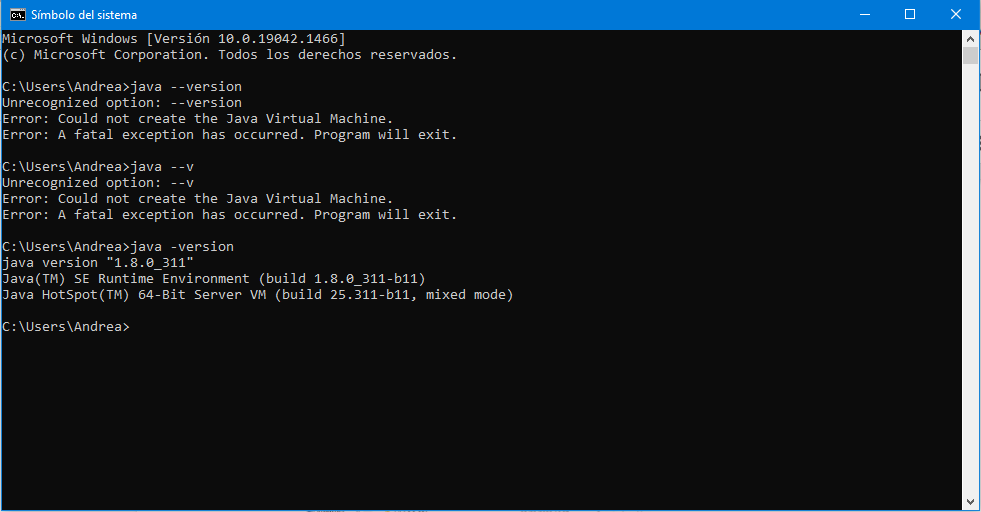 Símbolo del sistema
Microsoft Windows [Versión 10.0.19042.1466]
(c) Microsoft Corporation. Todos los derechos reservados.
C:\Users\Andrea>java --version
Unrecognized option: --version
Error: Could not create the Java Virtual Machine.
Error: A fatal exception has occurred. Program will exit.
C:\Users\Andrea>java --v
Unrecognized option: --v
Error: Could not create the Java Virtual Machine.
Error: A fatal exception has occurred. Program will exit.
C:\Users\Andrea>java -version
java version "1.8.0_311"
Java(TM) SE Runtime Environment (build 1.8.0_311-b11)
Java HotSpot(TM) 64-Bit Server VM (build 25.311-b11, mixed mode)
C:\Users\Andrea>